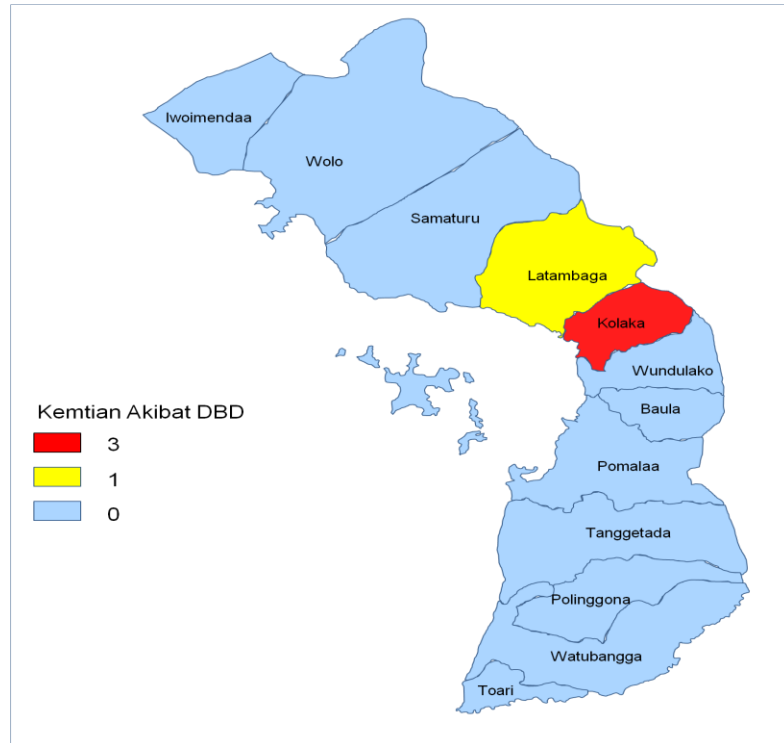 Iwoimendaa
Wolo
Samaturu
Latambaga
Kolaka
Wundulako
Baula
Pomalaa
Tanggetada
Polinggona
Watubangga
Toari
Kemtian Akibat DBD
3
1
0